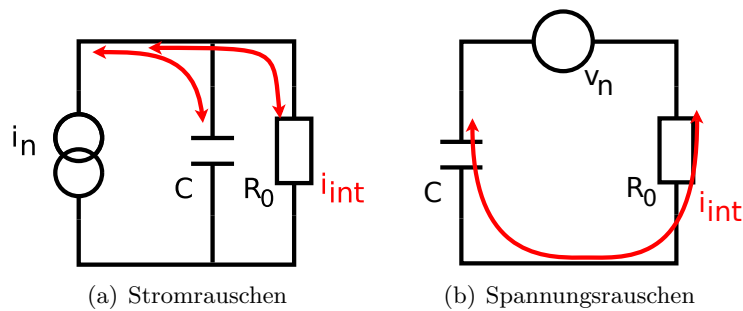 i_n
C
R_0
i_int
(a) Stromrauschen
v_n
C
R_0
i_int
(b) Spannungsrauschen